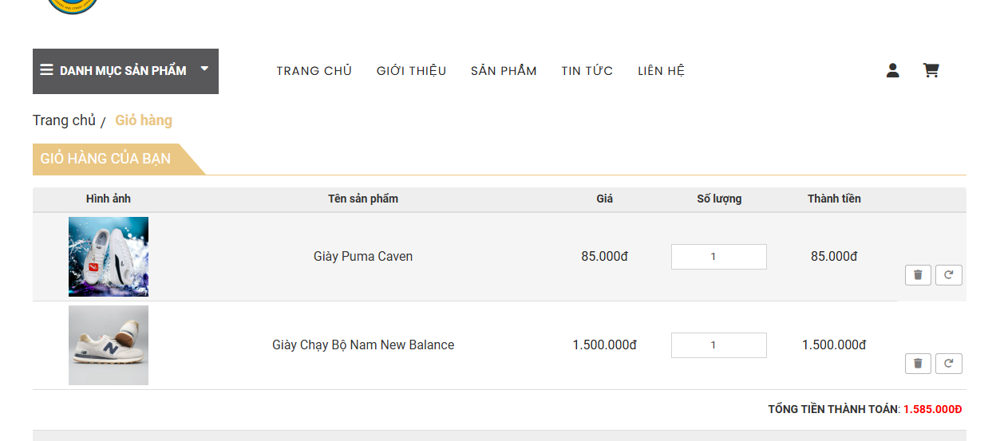 DANH MỤC SẢN PHẨM
TRANG CHỦ GIỚI THIỆU SẢN PHẨM TIN TỨC LIÊN HỆ
Trang chủ / Giỏ hàng
GIỎ HÀNG CỦA BẠN
Hình ảnh Tên sản phẩm Giá Số lượng Thành tiền
Giày Puma Caven 85.000đ 1 85.000đ
Giày Chạy Bộ Nam New Balance 1.500.000đ 1 1.500.000đ
TỔNG TIỀN THÀNH TOÁN: 1.585.000Đ